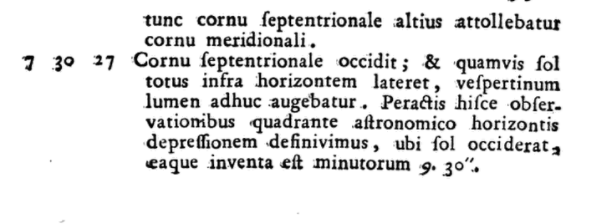 tunc cornu ſeptentrionale altius attollebatur
cornu meridionali.
7 30 27 Cornu ſeptentrionale occidit; & quamvis ſol
totus infra horizontem lateret, veſpertinum
lumen adhuc augebatur. Peractis hiſce obſer-
vationibus quadrante aſtronomico horizontis
depreſſionem definivimus, ubi ſol occiderat,
eaque inventa eſt minutorum 9. 30″.